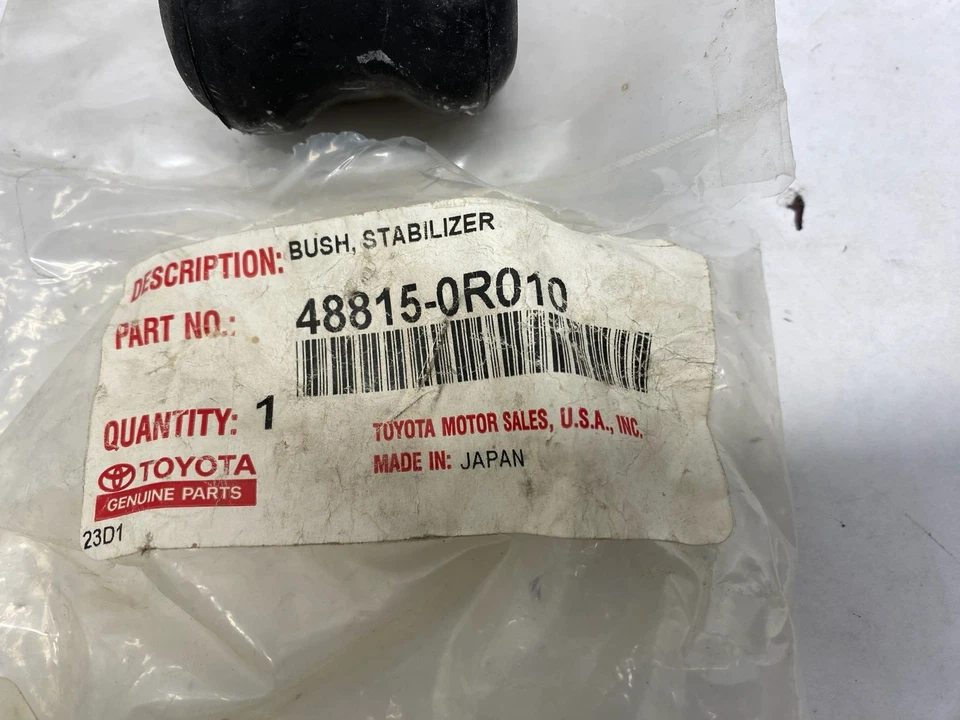 DESCRIPTION: BUSH, STABILIZER
PART NO.: 48815-0R010
QUANTITY: 1
TOYOTA MOTOR SALES, U.S.A., INC.
MADE IN: JAPAN
TOYOTA
GENUINE PARTS
23D1